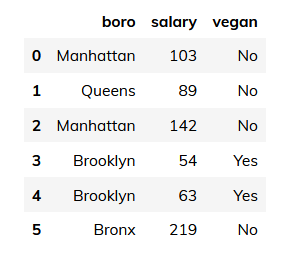 boro salary vegan
0 Manhattan 103 No
1 Queens 89 No
2 Manhattan 142 No
3 Brooklyn 54 Yes
4 Brooklyn 63 Yes
5 Bronx 219 No